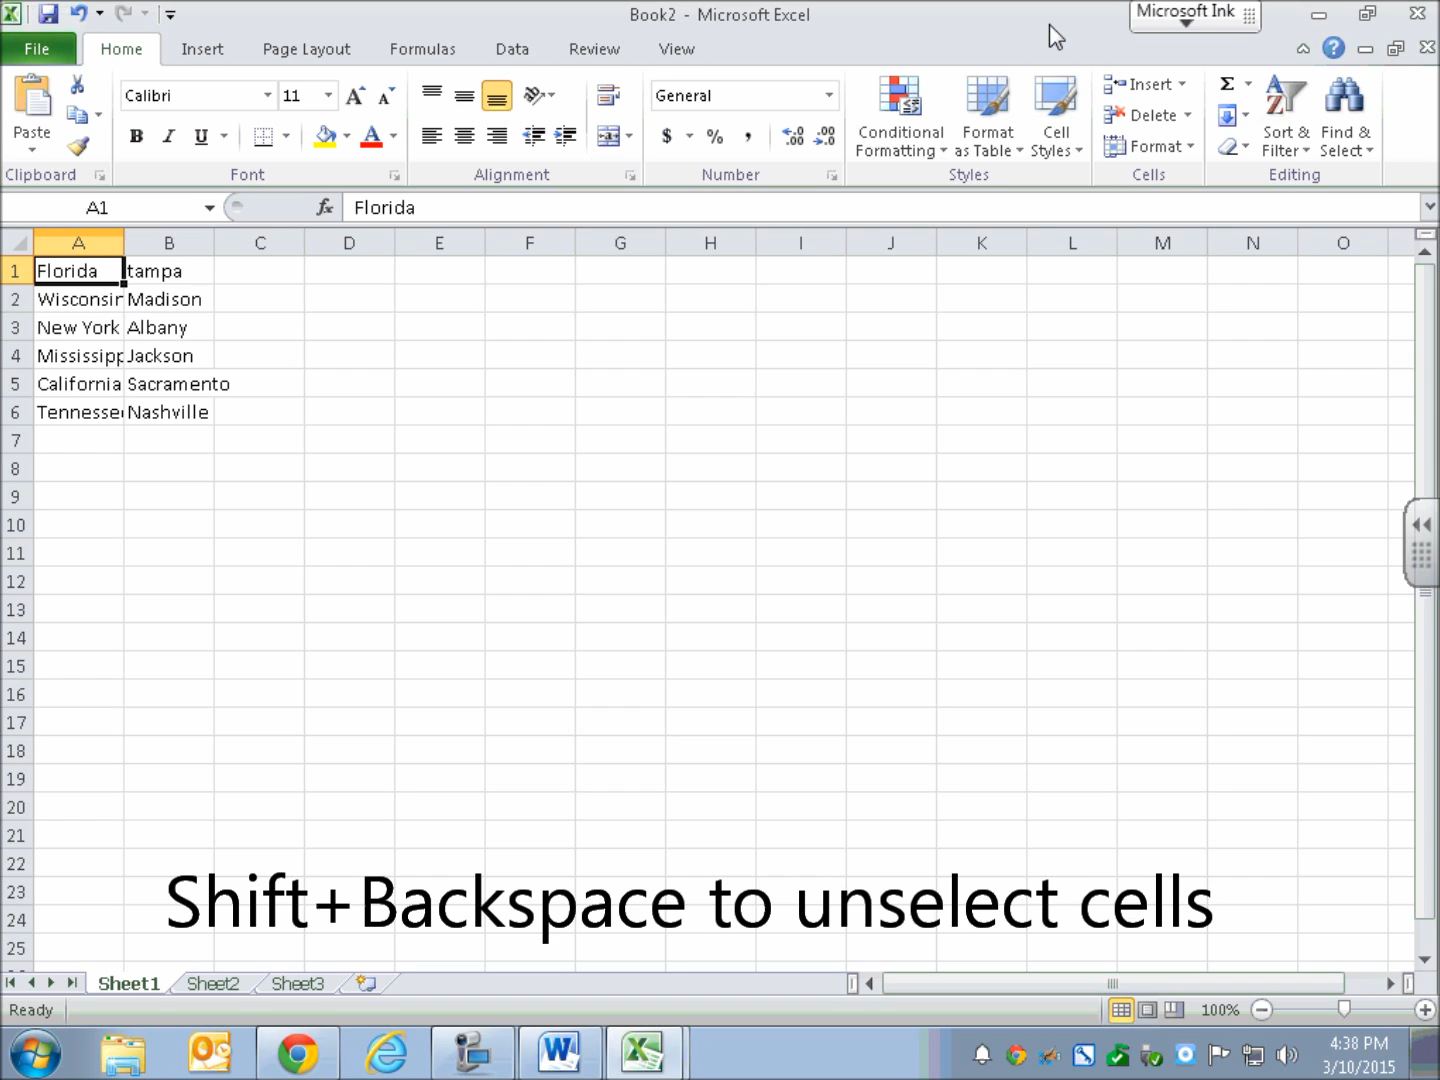 Book2 - Microsoft Excel
Microsoft Ink
File Home Insert Page Layout Formulas Data Review View
Calibri 11 General
Paste
B I U $ % , .00 .00
Conditional Formatting
Format as Table
Cell Styles
Insert
Delete
Format
Σ
Sort & Filter
Find & Select
Clipboard Font Alignment Number Styles Cells Editing
A1 fx Florida
A B C D E F G H I J K L M N O
1 Florida tampa
2 Wisconsin Madison
3 New York Albany
4 Mississipp Jackson
5 California Sacramento
6 Tennessee Nashville
7
8
9
10
11
12
13
14
15
16
17
18
19
20
21
22
23
24
25
Shift+Backspace to unselect cells
Sheet1 Sheet2 Sheet3
Ready 100%
4:38 PM
3/10/2015